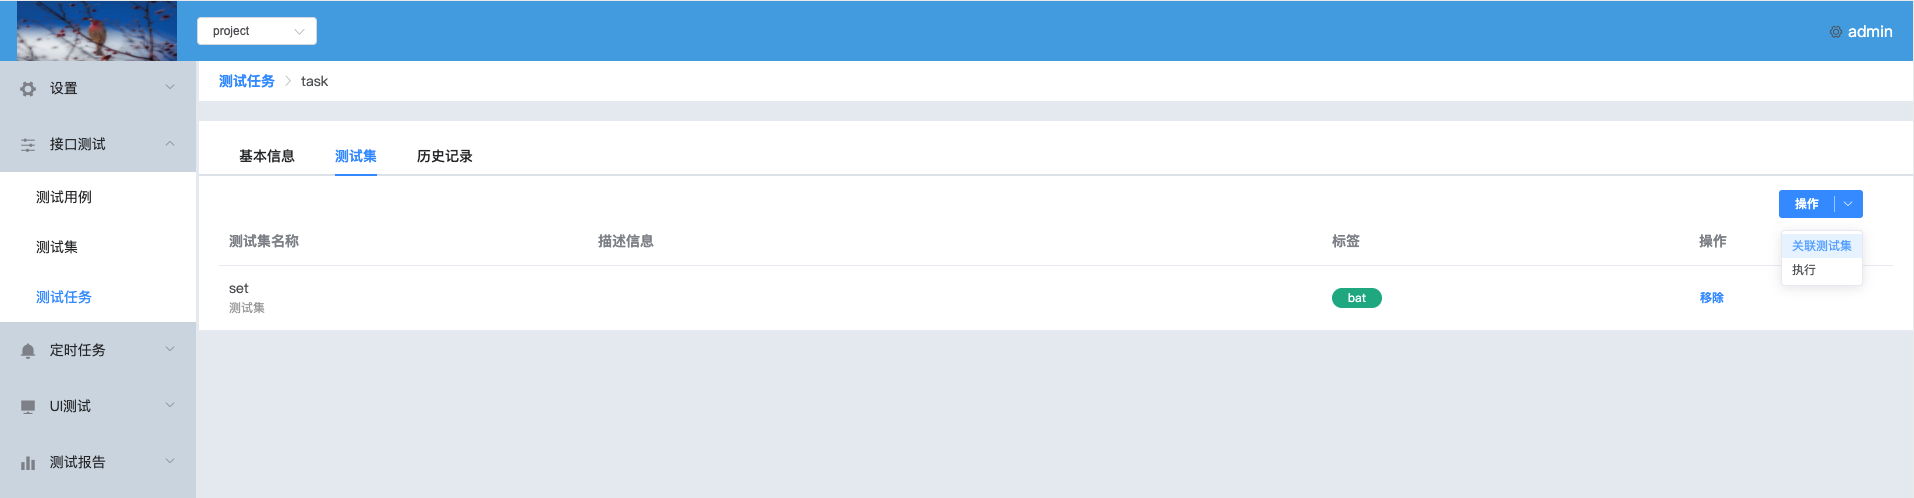 project
admin
设置
接口测试
测试用例
测试集
测试任务
定时任务
UI测试
测试报告
测试任务 task
基本信息 测试集 历史记录
操作
关联测试集
执行
测试集名称 描述信息 标签 操作
set
测试集
bat
移除